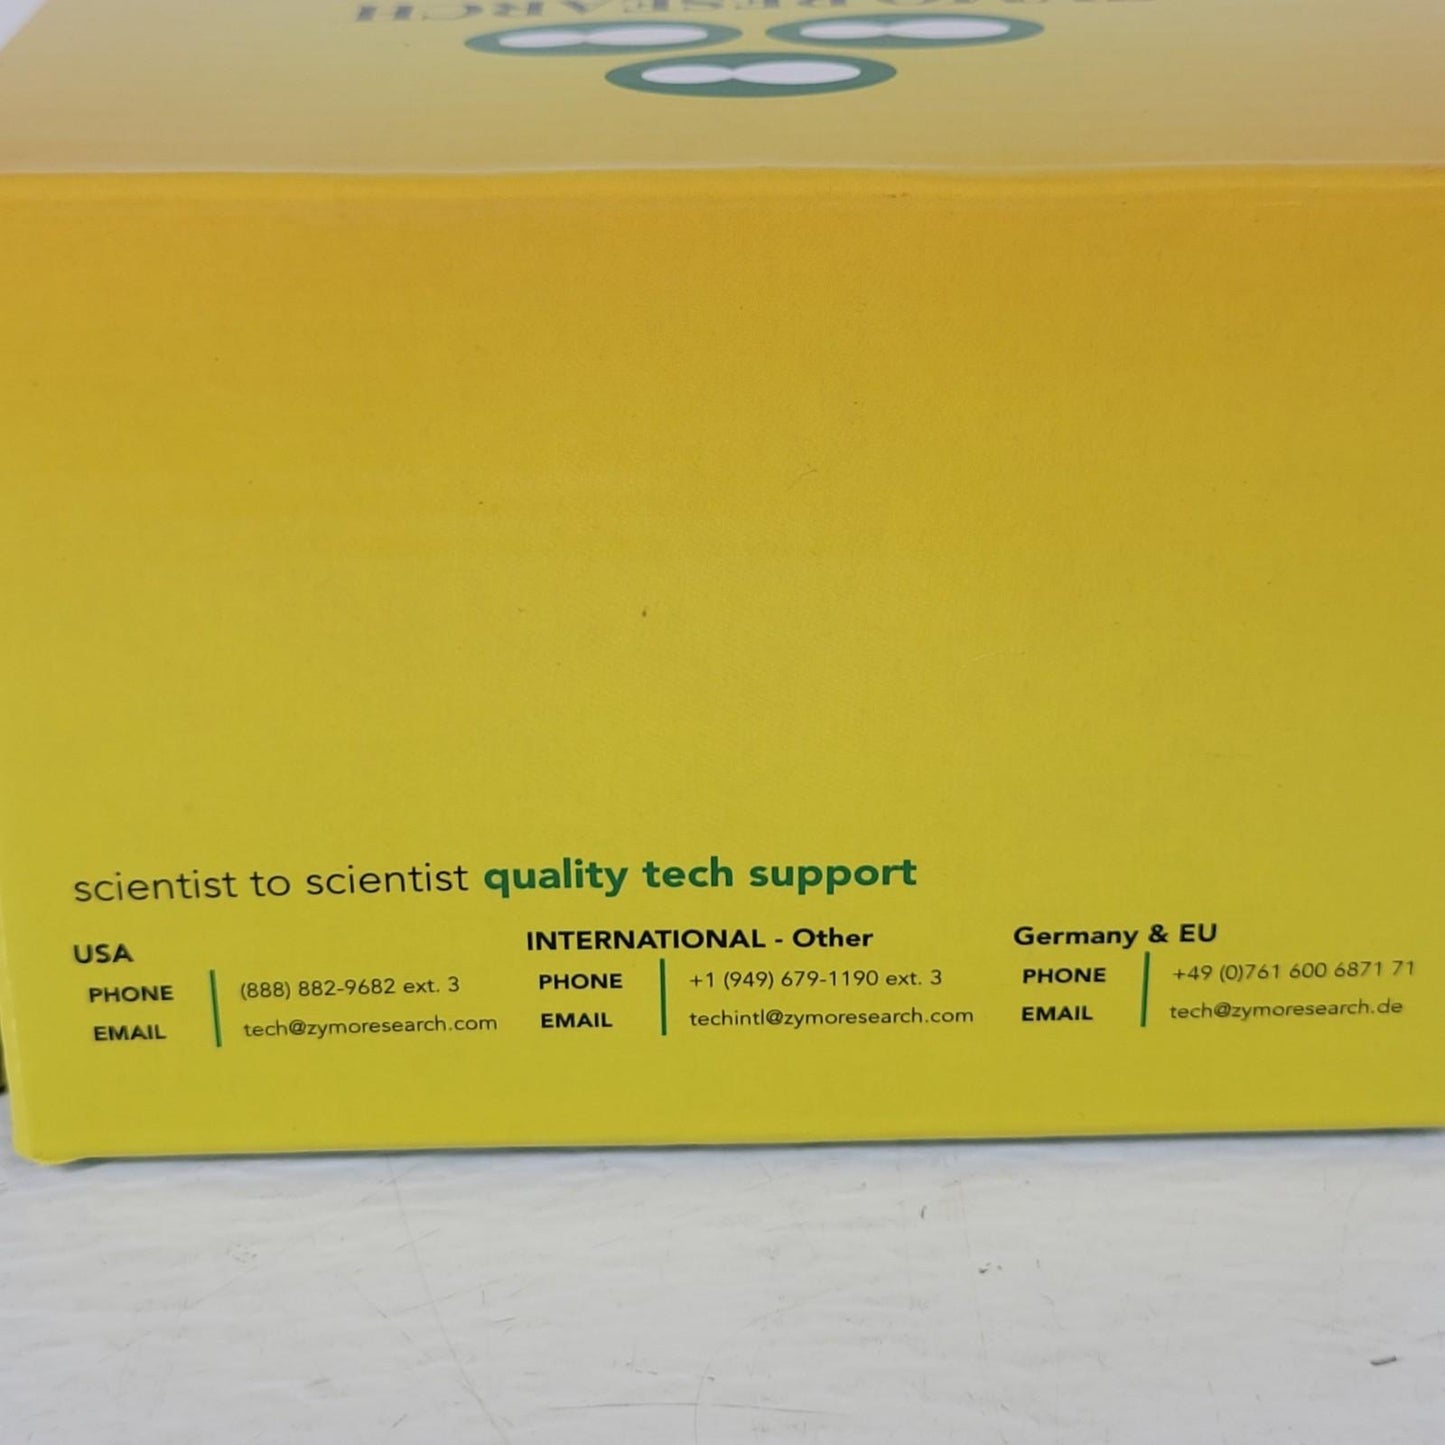 ZYMO RESEARCH
scientist to scientist quality tech support
USA
PHONE (888) 882-9682 ext. 3
EMAIL tech@zymoresearch.com
INTERNATIONAL - Other
PHONE +1 (949) 679-1190 ext. 3
EMAIL techintl@zymoresearch.com
Germany & EU
PHONE +49 (0)761 600 6871 71
EMAIL tech@zymoresearch.de